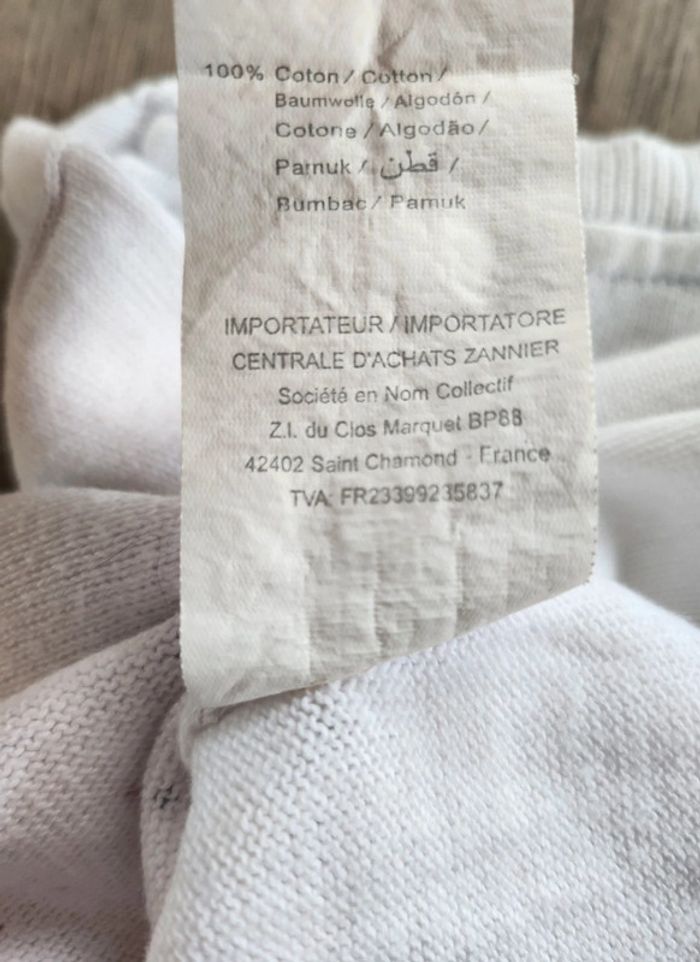 100% Coton / Cotton /
Baumwolle / Algodón /
Cotone / Algodão /
Pamuk / قطن /
Bumbac / Pamuk
IMPORTATEUR / IMPORTATORE
CENTRALE D'ACHATS ZANNIER
Société en Nom Collectif
Z.I. du Clos Marquet BP88
42402 Saint Chamond - France
TVA: FR23399235837